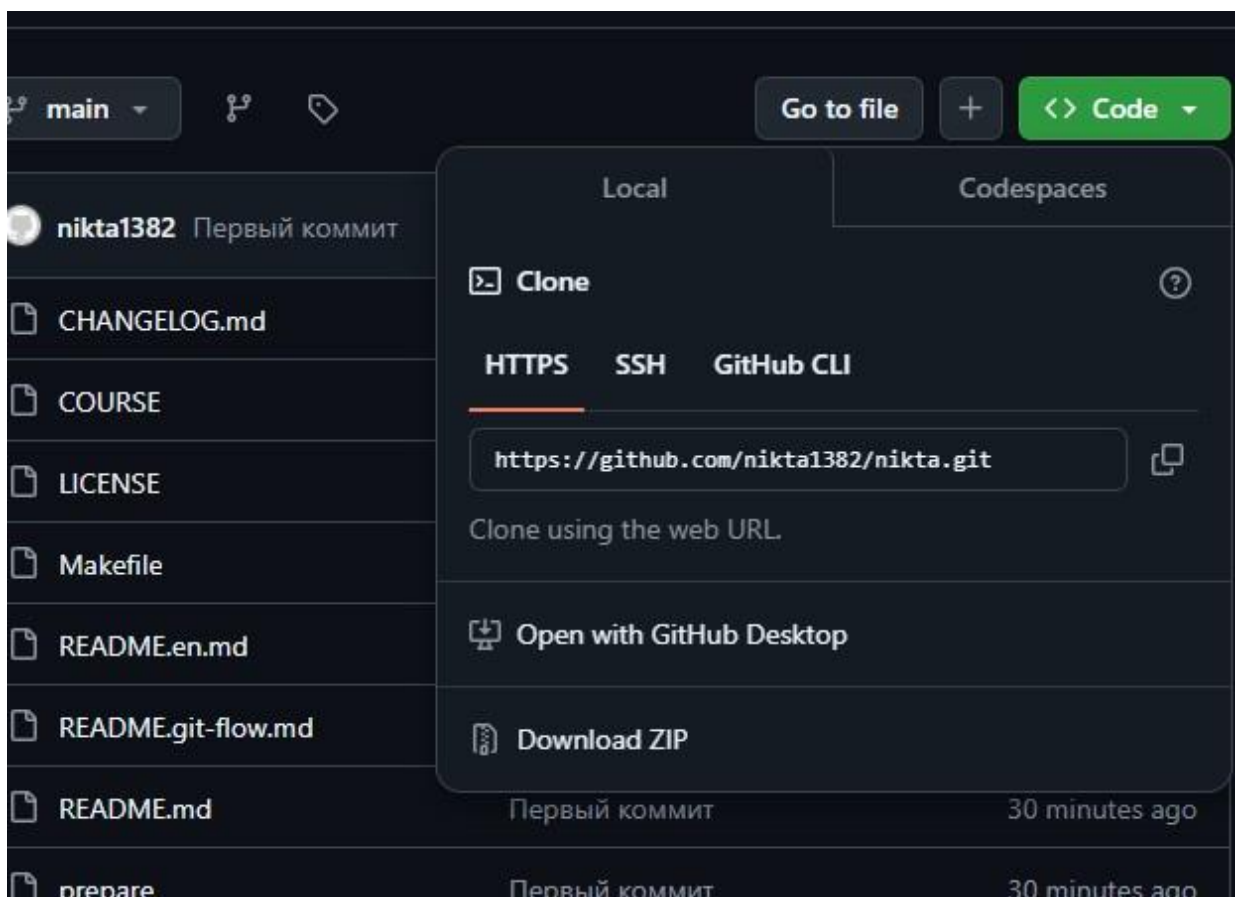 main
Go to file
Code
Local
Codespaces
nikta1382 Первый коммит
Clone
CHANGELOG.md
HTTPS SSH GitHub CLI
COURSE
https://github.com/nikta1382/nikta.git
LICENSE
Clone using the web URL.
Makefile
Open with GitHub Desktop
README.en.md
README.git-flow.md
Download ZIP
README.md Первый коммит 30 minutes ago
prepare Первый коммит 30 minutes ago